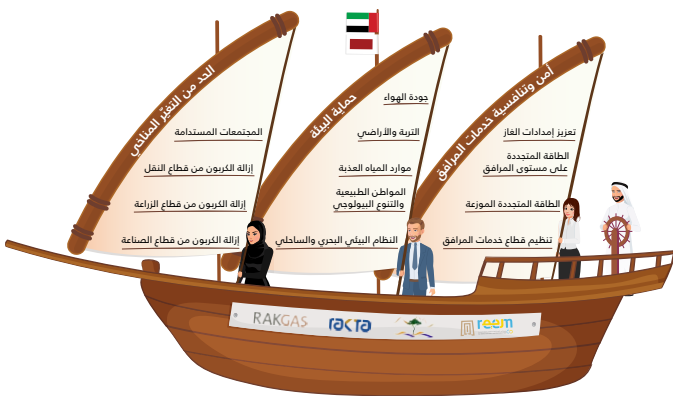 أمن وتنافسية خدمات المرافق
تعزيز إمدادات الغاز
الطاقة المتجددة
على مستوى المرافق
الطاقة المتجددة الموزعة
تنظيم قطاع خدمات المرافق
حماية البيئة
جودة الهواء
التربة والأراضي
موارد المياه العذبة
المواطن الطبيعية
والتنوع البيولوجي
النظام البيئي البحري والساحلي
الحد من التغيّر المناخي
المجتمعات المستدامة
إزالة الكربون من قطاع النقل
إزالة الكربون من قطاع الزراعة
إزالة الكربون من قطاع الصناعة
RAKGAS
rakta
reem